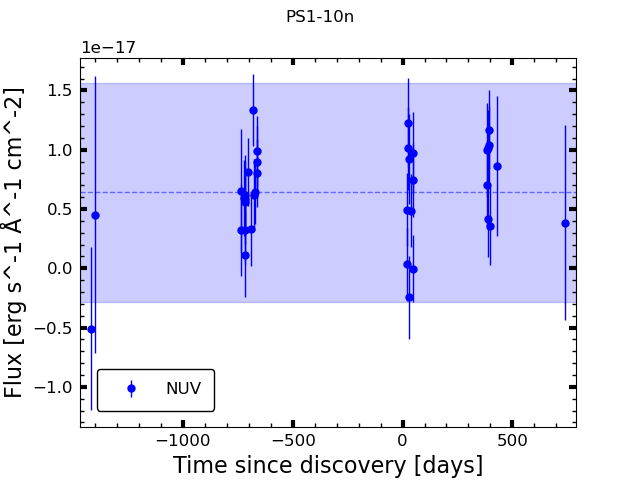 PS1-10n
1e−17
Flux [erg s^-1 Å^-1 cm^-2]
1.5
1.0
0.5
0.0
−0.5
−1.0
NUV
−1000 −500 0 500
Time since discovery [days]